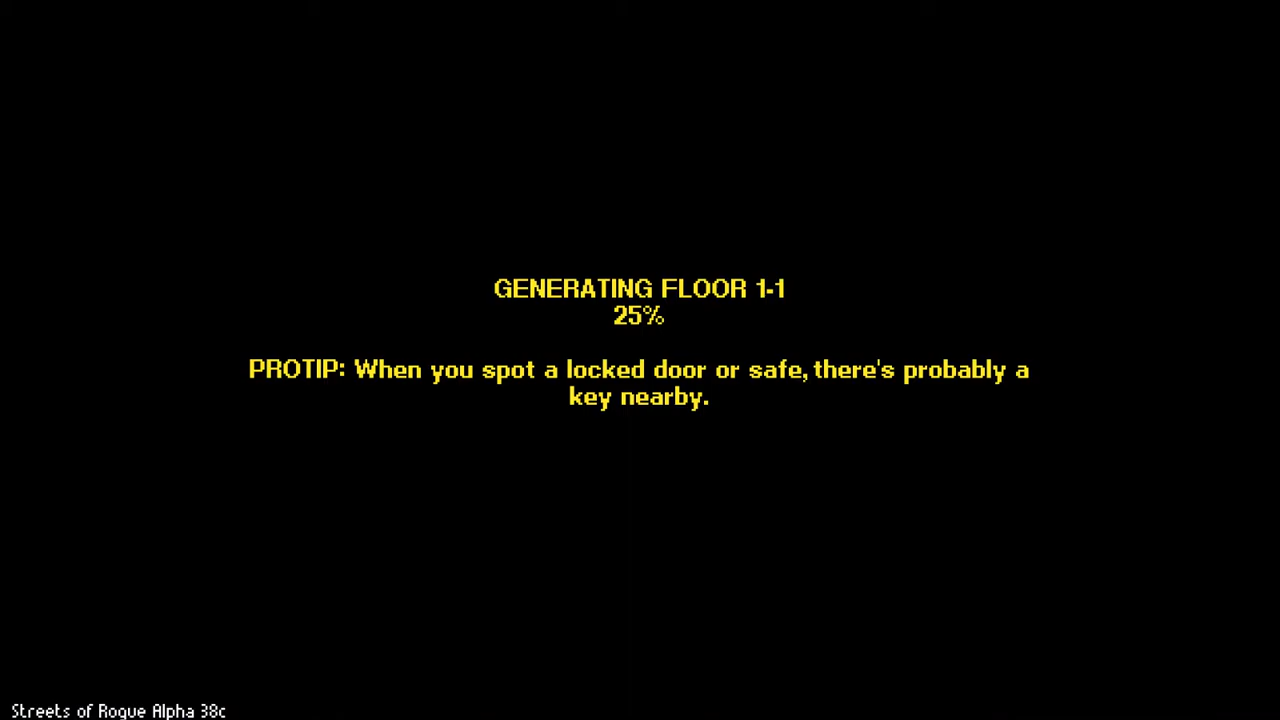 GENERATING FLOOR 1-1
25%
PROTIP: When you spot a locked door or safe, there's probably a
key nearby.
Streets of Rogue Alpha 38c